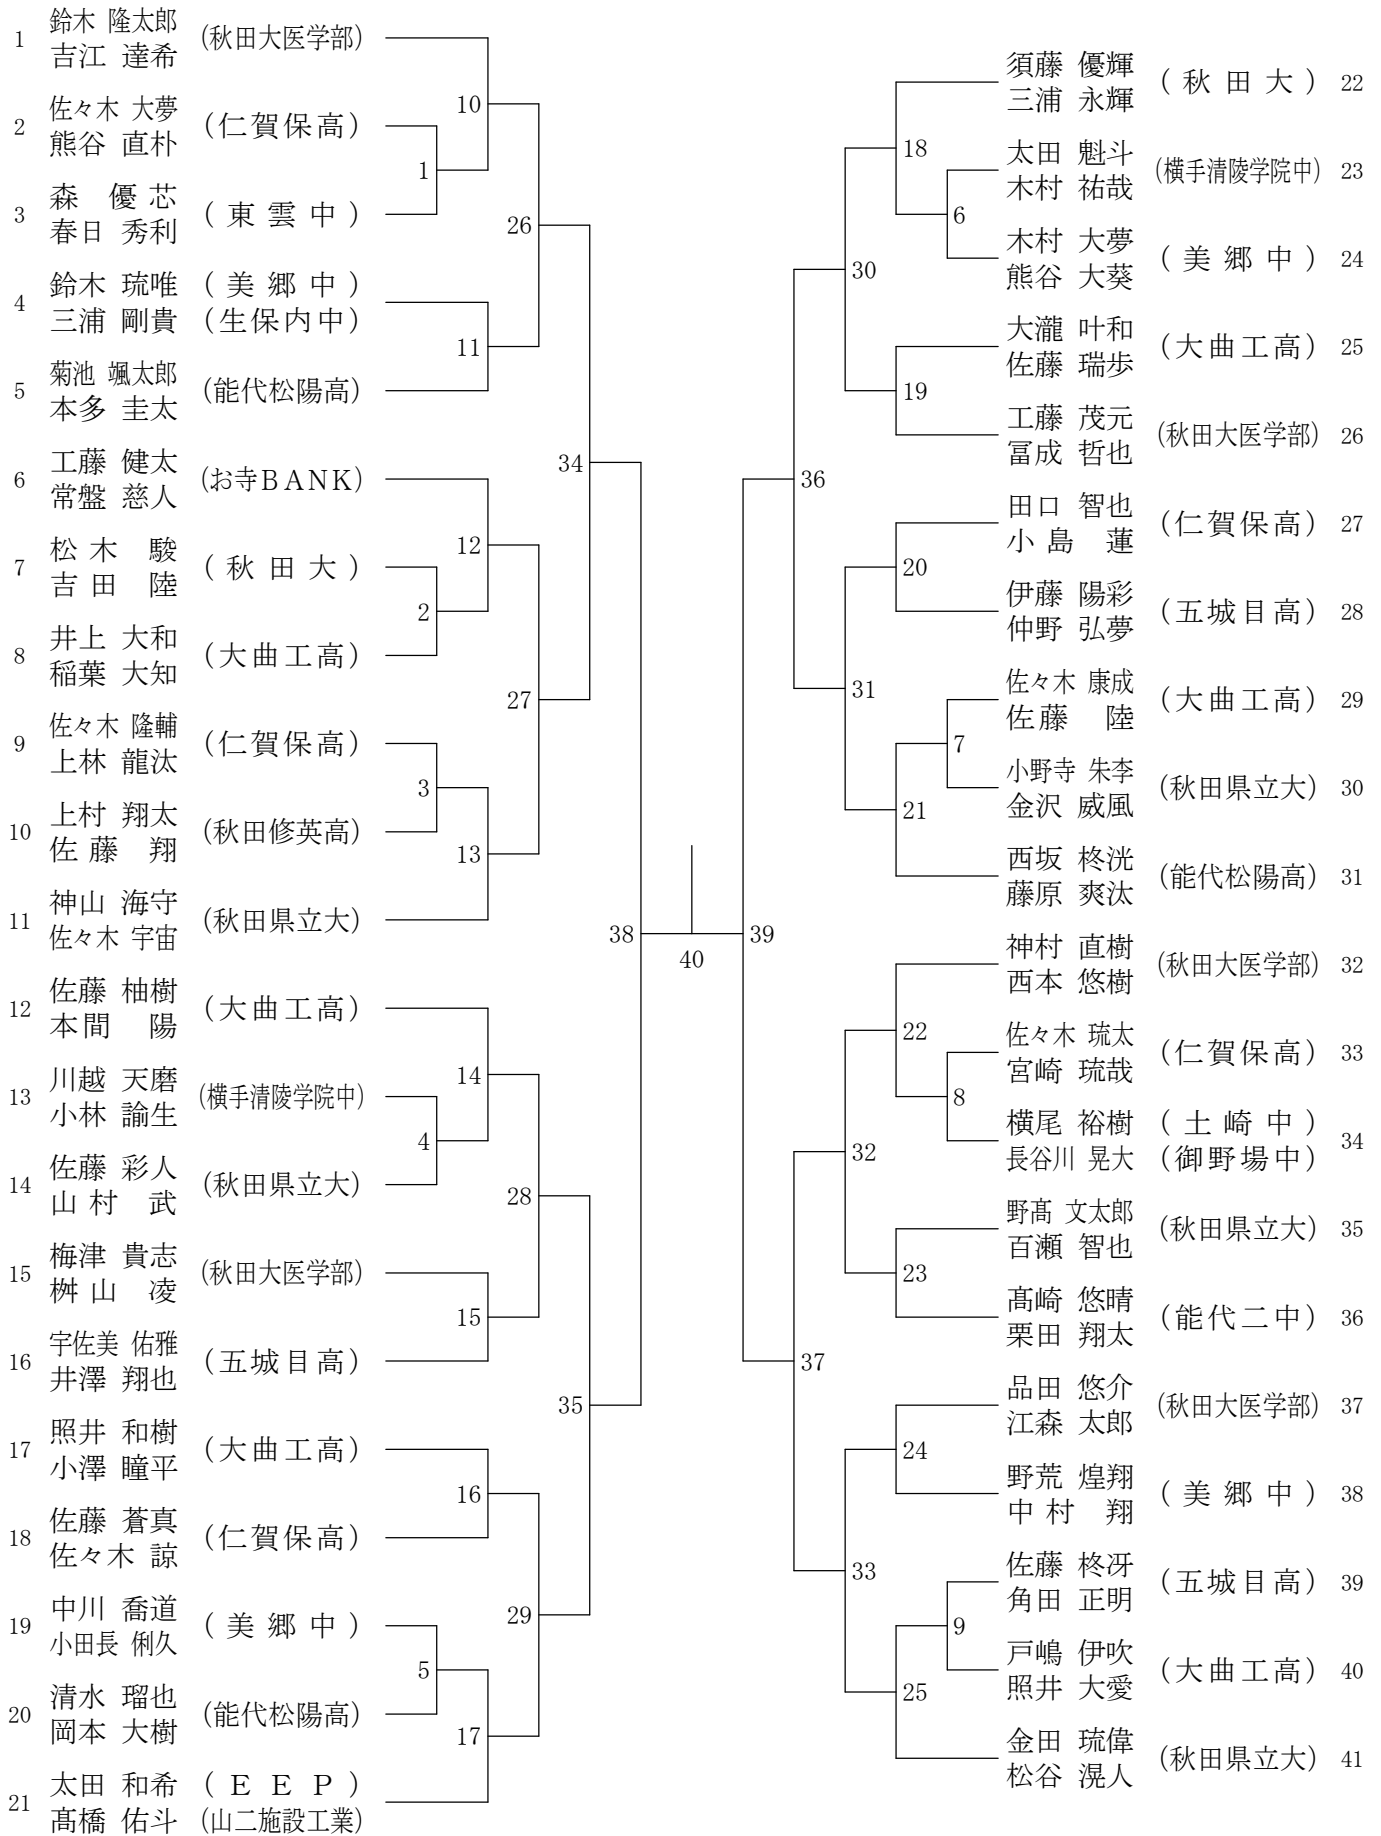 1 鈴木 隆太郎 (秋田大医学部)
吉江 達希
2 佐々木 大夢 (仁賀保高)
熊谷 直朴
3 森 優芯 (東雲中)
春日 秀利
4 鈴木 琉唯 (美郷中)
三浦 剛貴 (生保内中)
5 菊池 颯太郎 (能代松陽高)
本多 圭太
6 工藤 健太 (お寺BANK)
常盤 慈人
7 松木 駿 (秋田大)
吉田 陸
8 井上 大和 (大曲工高)
稲葉 大知
9 佐々木 隆輔 (仁賀保高)
上林 龍汰
10 上村 翔太 (秋田修英高)
佐藤 翔
11 神山 海守 (秋田県立大)
佐々木 宇宙
12 佐藤 柚樹 (大曲工高)
本間 陽
13 川越 天磨 (横手清陵学院中)
小林 諭生
14 佐藤 彩人 (秋田県立大)
山村 武
15 梅津 貴志 (秋田大医学部)
桝山 凌
16 宇佐美 佑雅 (五城目高)
井澤 翔也
17 照井 和樹 (大曲工高)
小澤 瞳平
18 佐藤 蒼真 (仁賀保高)
佐々木 諒
19 中川 喬道 (美郷中)
小田長 俐久
20 清水 瑠也 (能代松陽高)
岡本 大樹
21 太田 和希 (EEP)
髙橋 佑斗 (山二施設工業)
10
1
26
11
34
12
2
27
3
13
38
14
4
28
15
35
16
29
5
17
40
39
18
6
30
19
36
20
31
7
21
22
8
32
23
37
24
33
9
25
須藤 優輝 (秋田大) 22
三浦 永輝
太田 魁斗 (横手清陵学院中) 23
木村 祐哉
木村 大夢 (美郷中) 24
熊谷 大葵
大瀧 叶和 (大曲工高) 25
佐藤 瑞歩
工藤 茂元 (秋田大医学部) 26
冨成 哲也
田口 智也 (仁賀保高) 27
小島 蓮
伊藤 陽彩 (五城目高) 28
仲野 弘夢
佐々木 康成 (大曲工高) 29
佐藤 陸
小野寺 朱李 (秋田県立大) 30
金沢 威風
西坂 柊洸 (能代松陽高) 31
藤原 爽汰
神村 直樹 (秋田大医学部) 32
西本 悠樹
佐々木 琉太 (仁賀保高) 33
宮崎 琉哉
横尾 裕樹 (土崎中) 34
長谷川 晃大 (御野場中)
野髙 文太郎 (秋田県立大) 35
百瀬 智也
髙崎 悠晴 (能代二中) 36
栗田 翔太
品田 悠介 (秋田大医学部) 37
江森 太郎
野荒 煌翔 (美郷中) 38
中村 翔
佐藤 柊冴 (五城目高) 39
角田 正明
戸嶋 伊吹 (大曲工高) 40
照井 大愛
金田 琉偉 (秋田県立大) 41
松谷 滉人